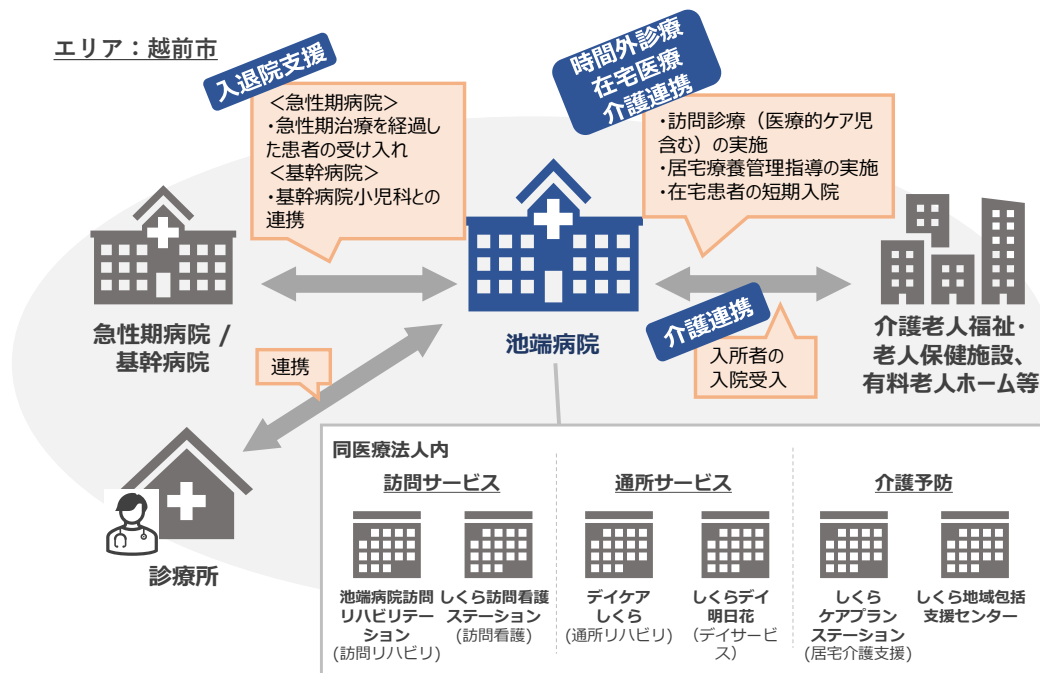 エリア：越前市
入退院支援
＜急性期病院＞
・急性期治療を経過し
た患者の受け入れ
＜基幹病院＞
・基幹病院小児科との
連携
時間外診療
在宅医療
介護連携
・訪問診療（医療的ケア児
含む）の実施
・居宅療養管理指導の実施
・在宅患者の短期入院
急性期病院 /
基幹病院
池端病院
介護連携
入所者の
入院受入
介護老人福祉・
老人保健施設、
有料老人ホーム等
連携
診療所
同医療法人内
訪問サービス
池端病院訪問
リハビリテー
ション
(訪問リハビリ)
しくら訪問看護
ステーション
(訪問看護)
通所サービス
デイケア
しくら
(通所リハビリ)
しくらデイ
明日花
（デイサービ
ス）
介護予防
しくら
ケアプラン
ステーション
(居宅介護支援)
しくら地域包括
支援センター